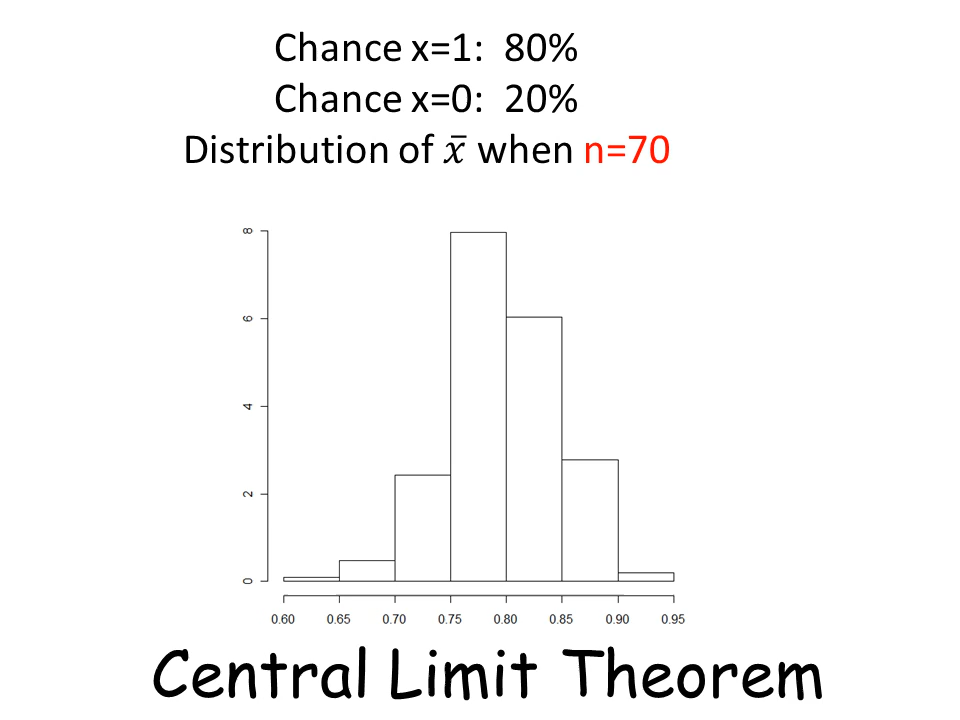 Chance x=1: 80%
Chance x=0: 20%
Distribution of x̄ when n=70
8
6
4
2
0
0.60 0.65 0.70 0.75 0.80 0.85 0.90 0.95
Central Limit Theorem